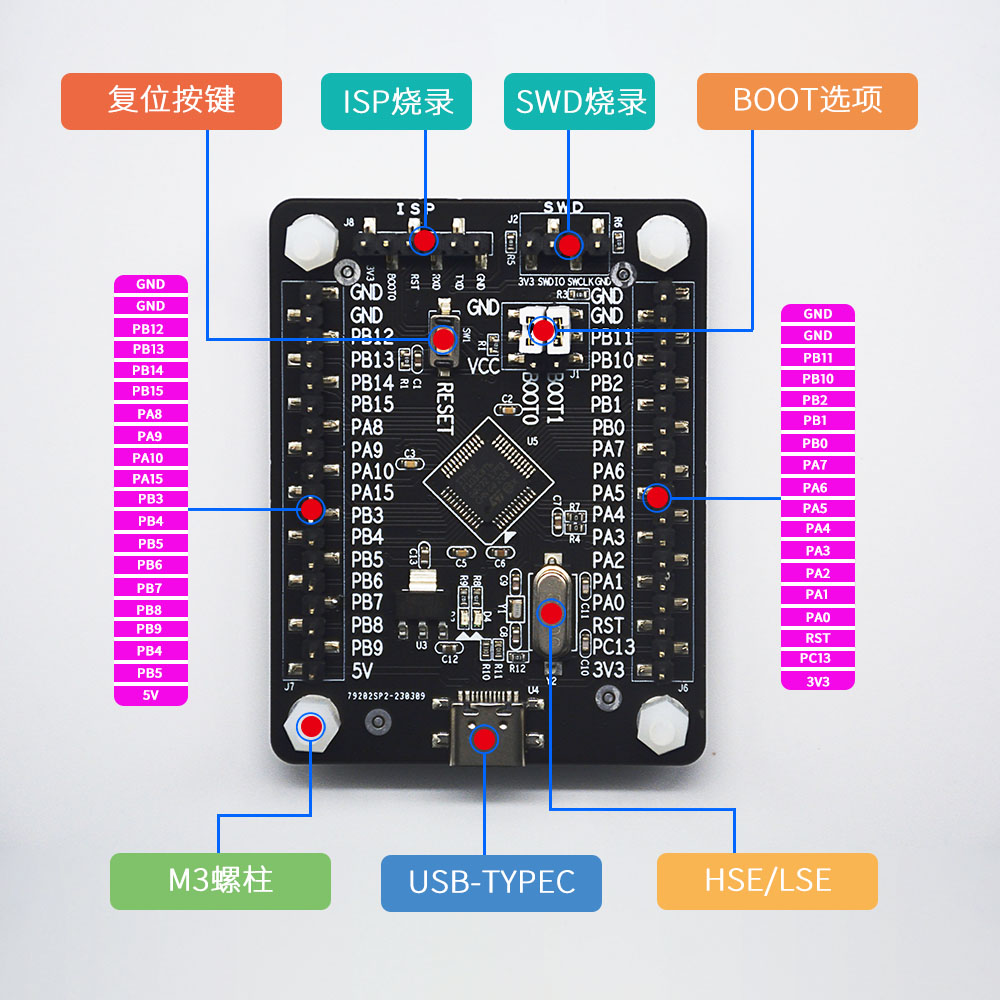 复位按键
ISP烧录
SWD烧录
BOOT选项
ISP
J8
3V3
BOOT0
RST
RXD
TXD
GND
SWD
J2
R5
R6
3V3 SWDIO SWCLK GND
R3
GND
VCC
R1
J1
BOOT0
BOOT1
SW1
RESET
R1
C1
C2
U5
C3
GND
GND
PB12
PB13
PB14
PB15
PA8
PA9
PA10
PA15
PB3
PB4
PB5
PB6
PB7
PB8
PB9
PB4
PB5
5V
GND
GND
PB12
PB13
PB14
PB15
PA8
PA9
PA10
PA15
PB3
PB4
PB5
PB6
PB7
PB8
PB9
5V
J7
GND
GND
PB11
PB10
PB2
PB1
PB0
PA7
PA6
PA5
PA4
PA3
PA2
PA1
PA0
RST
PC13
3V3
J6
GND
GND
PB11
PB10
PB2
PB1
PB0
PA7
PA6
PA5
PA4
PA3
PA2
PA1
PA0
RST
PC13
3V3
C7
R7
R4
C13
C5
C6
R9
R8
D4
C9
Y1
C8
C11
C10
U3
C12
R10
R11
R12
Y2
U4
79202SP2-230309
M3螺柱
USB-TYPEC
HSE/LSE